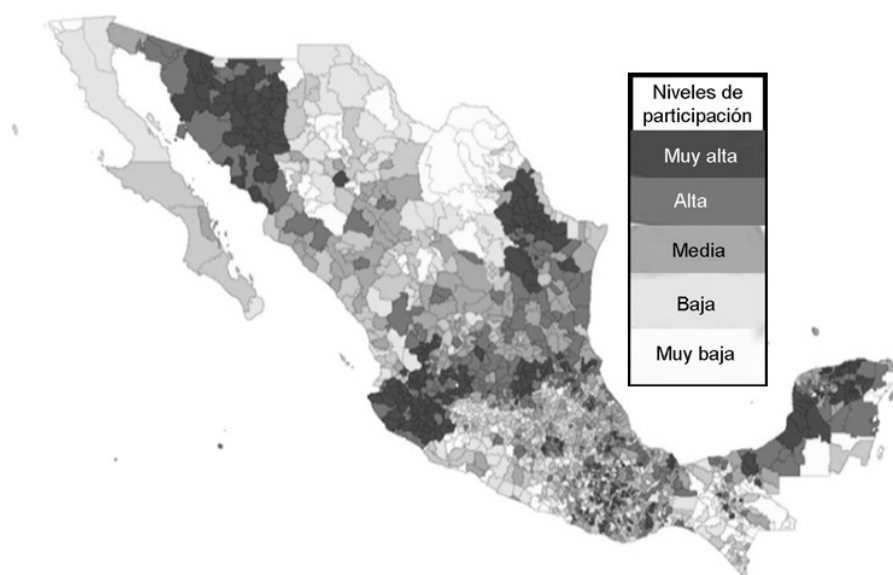 Niveles de
participación
Muy alta
Alta
Media
Baja
Muy baja